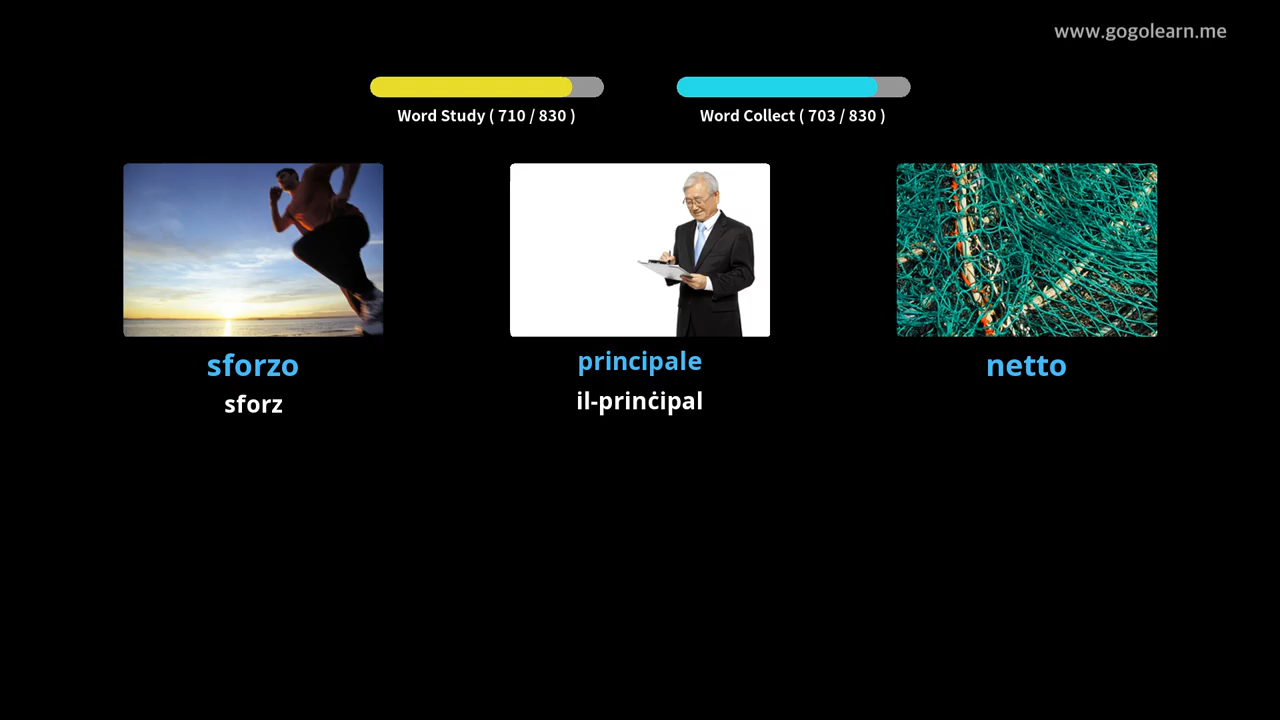 www.gogolearn.me
Word Study ( 710 / 830 )
Word Collect ( 703 / 830 )
sforzo
principale
netto
sforz
il-prinċipal